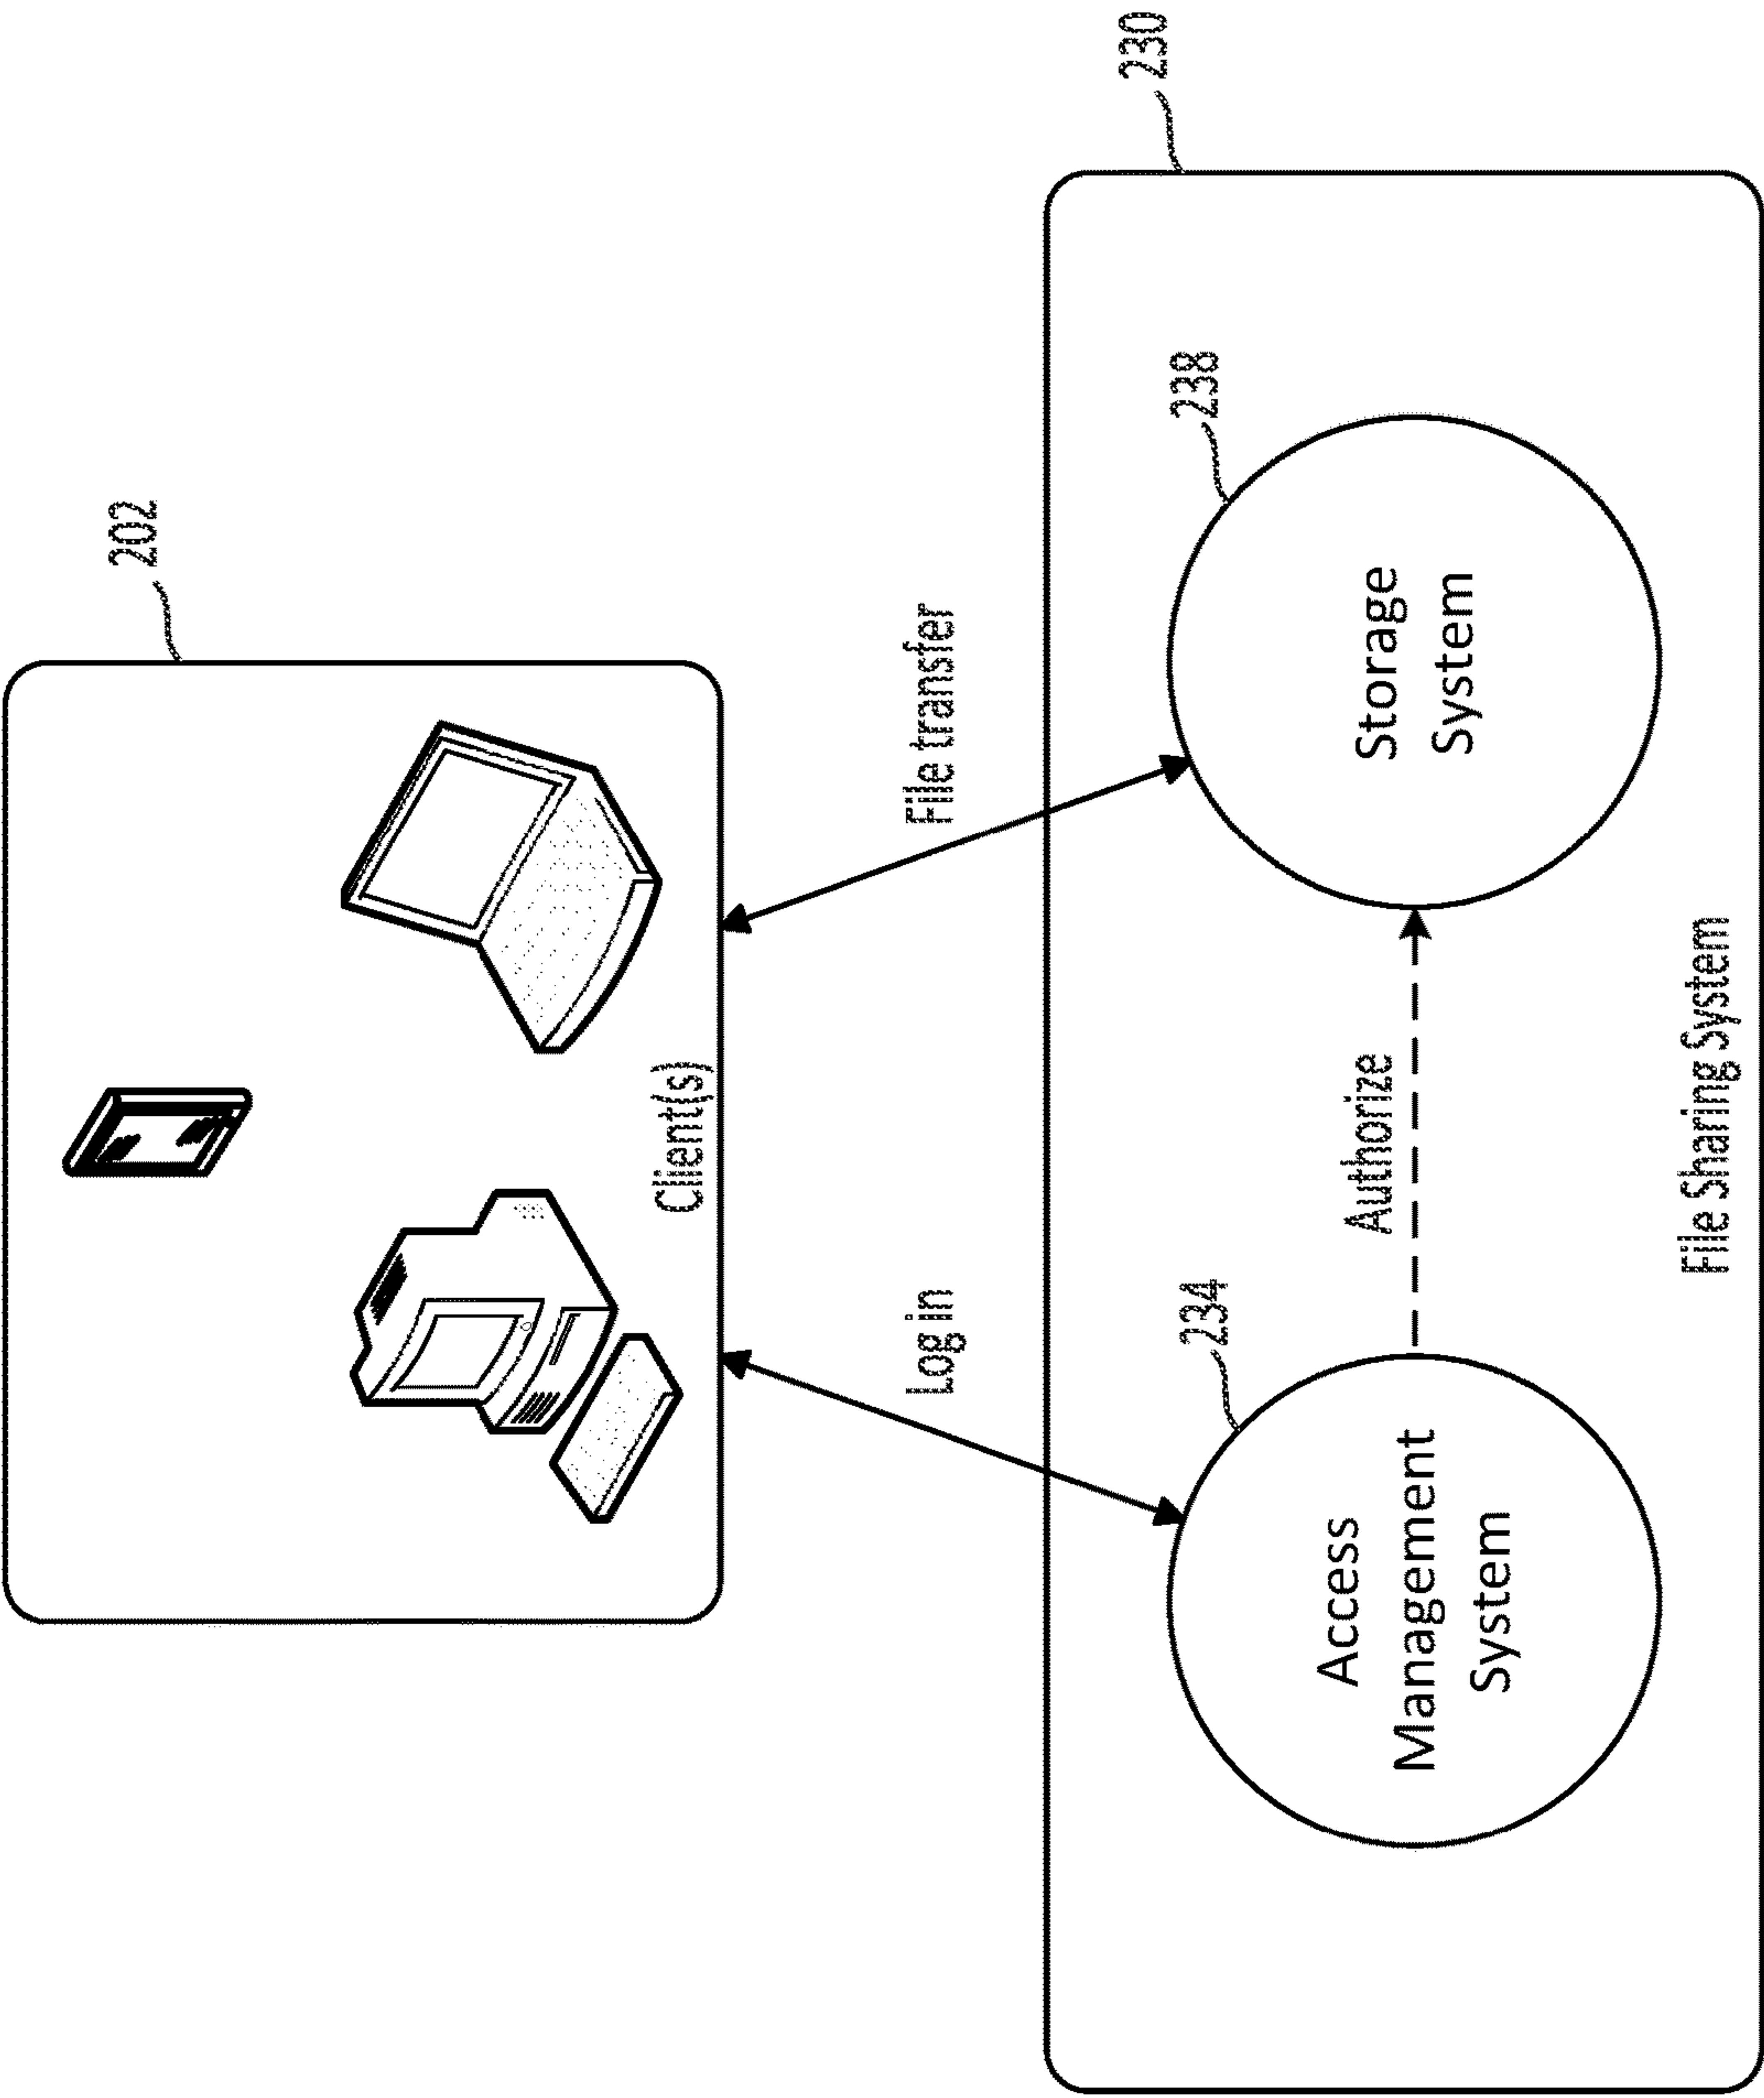 202
Client(s)
Log in
File transfer
230
234
238
Access
Management
System
Authorize
Storage
System
File Sharing System